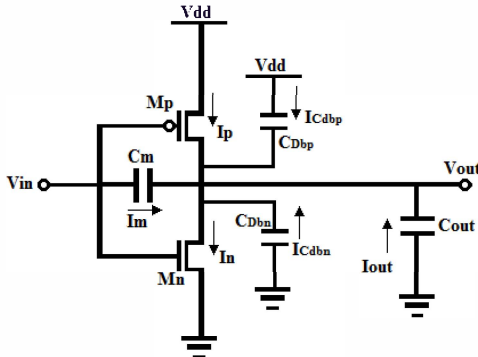 Vdd
Vdd
Mp
ICdbp
Ip
CDbp
Cm
Vin
Vout
CDbn
Cout
Im
ICdbn
In
Iout
Mn